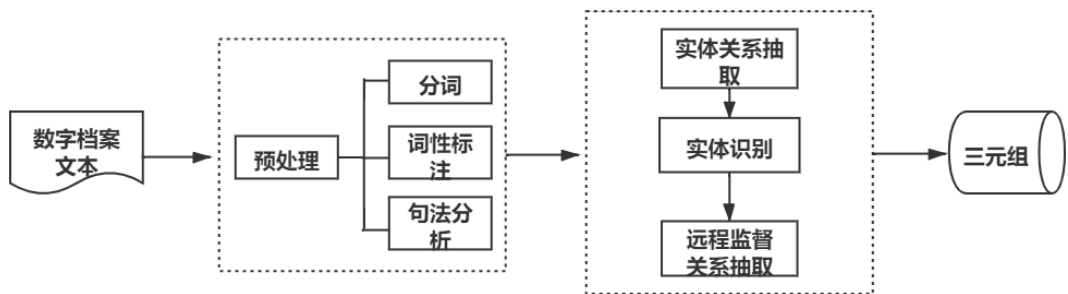 数字档案
文本
预处理
分词
词性标
注
句法分
析
实体关系抽
取
实体识别
远程监督
关系抽取
三元组